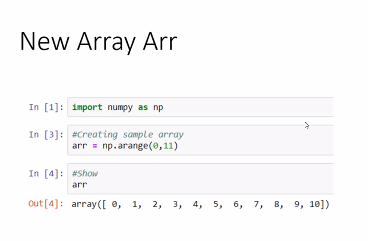 New Array Arr
In [1]: import numpy as np
In [3]: #Creating sample array
arr = np.arange(0,11)
In [4]: #Show
arr
Out[4]: array([ 0,  1,  2,  3,  4,  5,  6,  7,  8,  9, 10])